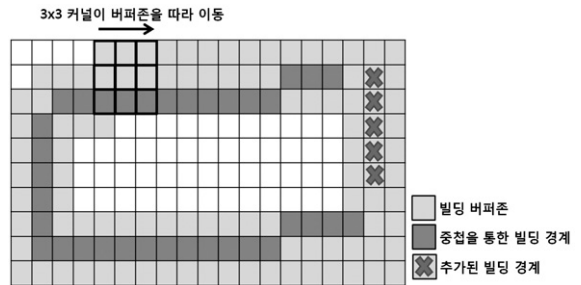 3x3 커널이 버퍼존을 따라 이동
빌딩 버퍼존
중첩을 통한 빌딩 경계
추가된 빌딩 경계